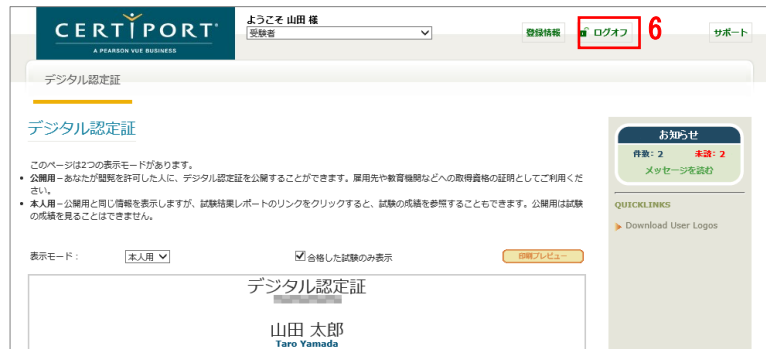 CERTIPORT
A PEARSON VUE BUSINESS
ようこそ 山田 様
受験者
登録情報
ログオフ
6
サポート
デジタル認定証
デジタル認定証
このページは2つの表示モードがあります。
• 公開用－あなたが閲覧を許可した人に、デジタル認定証を公開することができます。雇用先や教育機関などへの取得資格の証明としてご利用くだ
さい。
• 本人用－公開用と同じ情報を表示しますが、試験結果レポートのリンクをクリックすると、試験の成績を参照することもできます。公開用は試験
の成績を見ることはできません。
表示モード：
本人用
合格した試験のみ表示
印刷プレビュー
デジタル認定証
山田 太郎
Taro Yamada
お知らせ
件数: 2 未読: 2
メッセージを読む
QUICKLINKS
Download User Logos